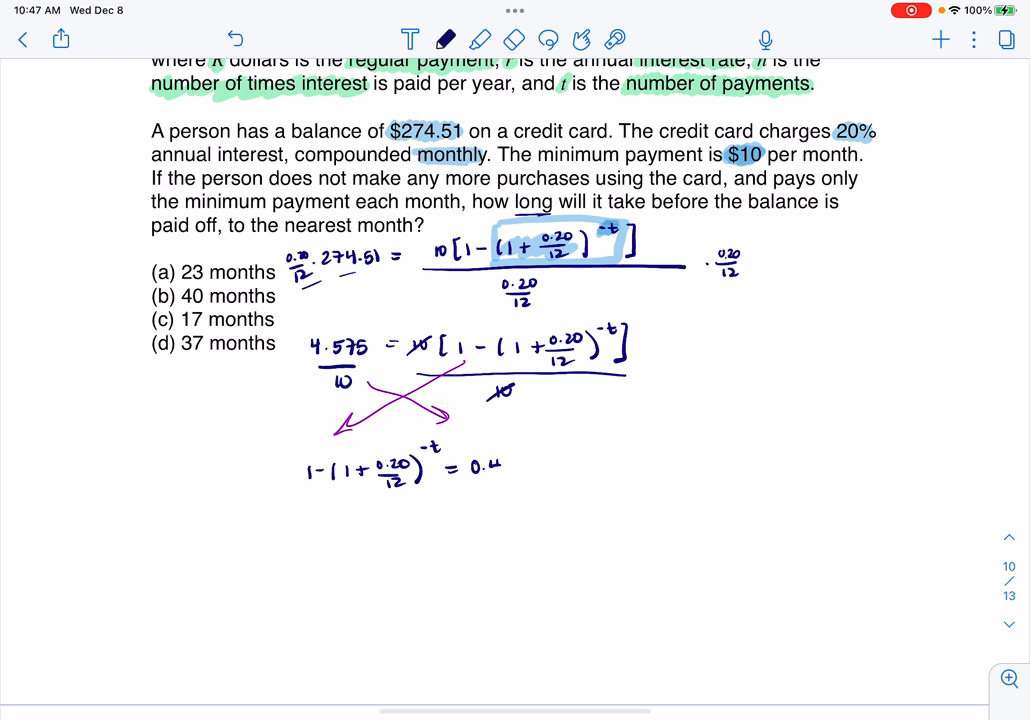 10:47 AM Wed Dec 8
100%
where R dollars is the regular payment, r is the annual interest rate, n is the
number of times interest is paid per year, and t is the number of payments.
A person has a balance of $274.51 on a credit card. The credit card charges 20%
annual interest, compounded monthly. The minimum payment is $10 per month.
If the person does not make any more purchases using the card, and pays only
the minimum payment each month, how long will it take before the balance is
paid off, to the nearest month?
0.20/12 · 274.51 = 10[1 - (1 + 0.20/12)^-t] / 0.20/12 · 0.20/12
(a) 23 months
(b) 40 months
(c) 17 months
(d) 37 months
4.575/10 = 10[1 - (1 + 0.20/12)^-t] / 10
1 - (1 + 0.20/12)^-t = 0.4
10
/
13